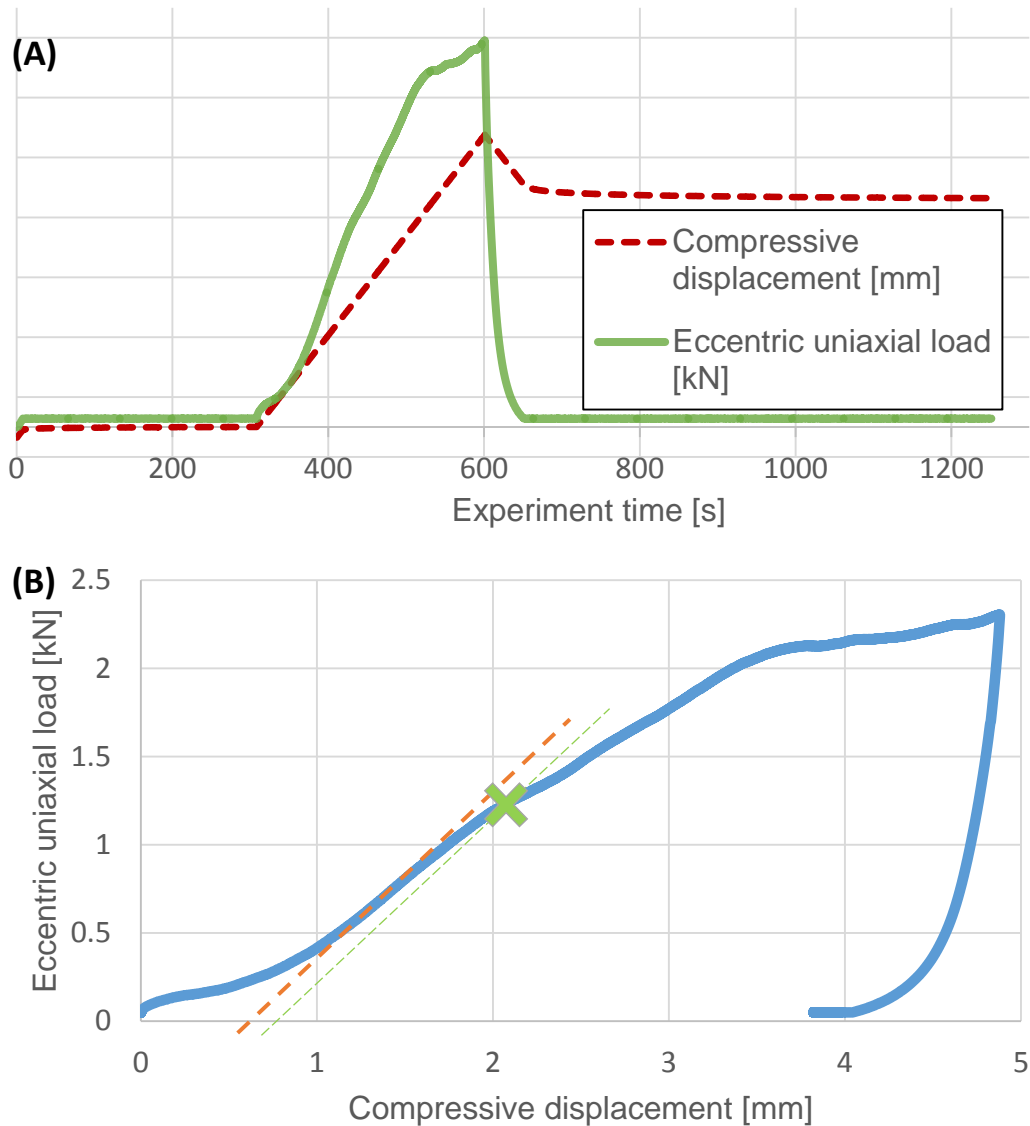 (A)
Compressive
displacement [mm]
Eccentric uniaxial load
[kN]
0 200 400 600 800 1000 1200
Experiment time [s]
(B)
Eccentric uniaxial load [kN]
2.5
2
1.5
1
0.5
0
0 1 2 3 4 5
Compressive displacement [mm]